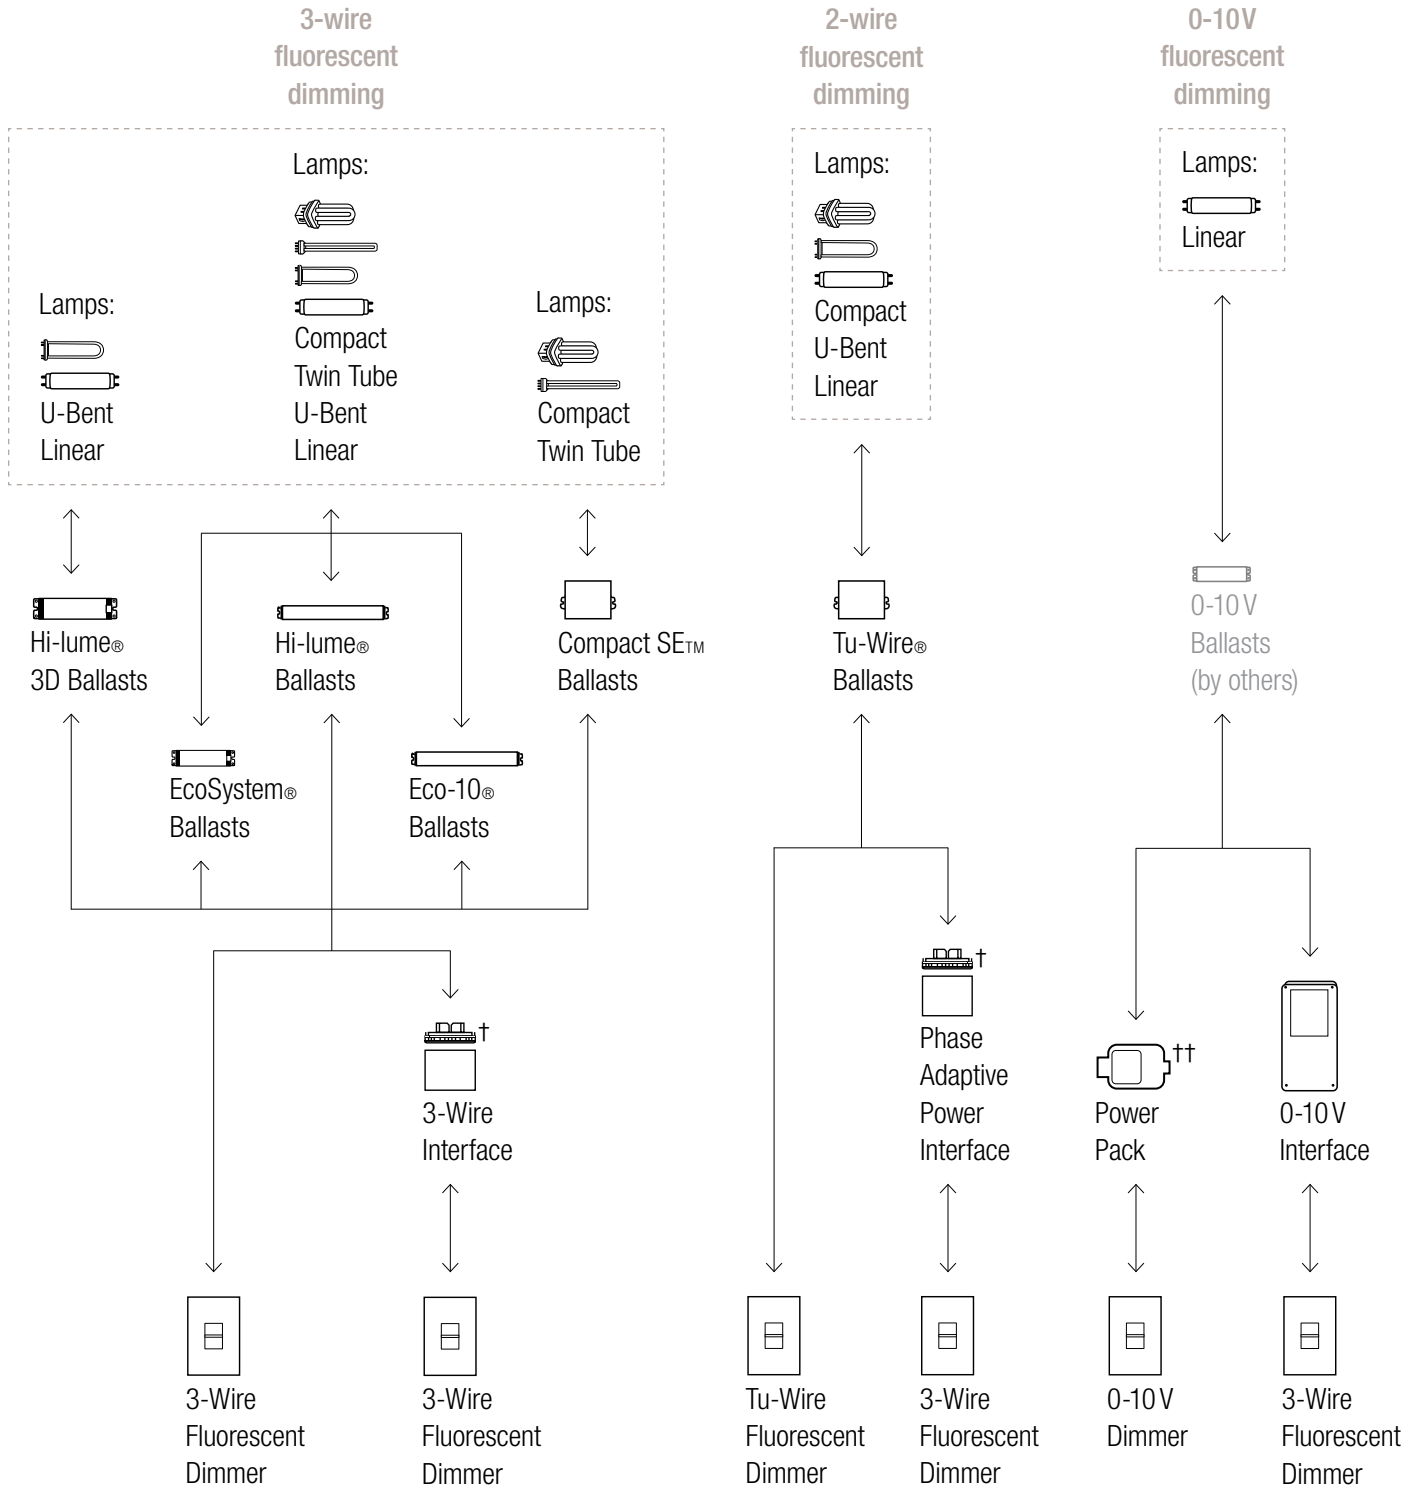 3-wire
fluorescent
dimming
2-wire
fluorescent
dimming
0-10V
fluorescent
dimming
Lamps:
U-Bent
Linear
Lamps:
Compact
Twin Tube
U-Bent
Linear
Lamps:
Compact
Twin Tube
Lamps:
Compact
U-Bent
Linear
Lamps:
Linear
Hi-lume®
3D Ballasts
Hi-lume®
Ballasts
Compact SE™
Ballasts
Tu-Wire®
Ballasts
0-10V
Ballasts
(by others)
EcoSystem®
Ballasts
Eco-10®
Ballasts
†
3-Wire
Interface
†
Phase
Adaptive
Power
Interface
††
Power
Pack
0-10V
Interface
3-Wire
Fluorescent
Dimmer
3-Wire
Fluorescent
Dimmer
Tu-Wire
Fluorescent
Dimmer
3-Wire
Fluorescent
Dimmer
0-10V
Dimmer
3-Wire
Fluorescent
Dimmer